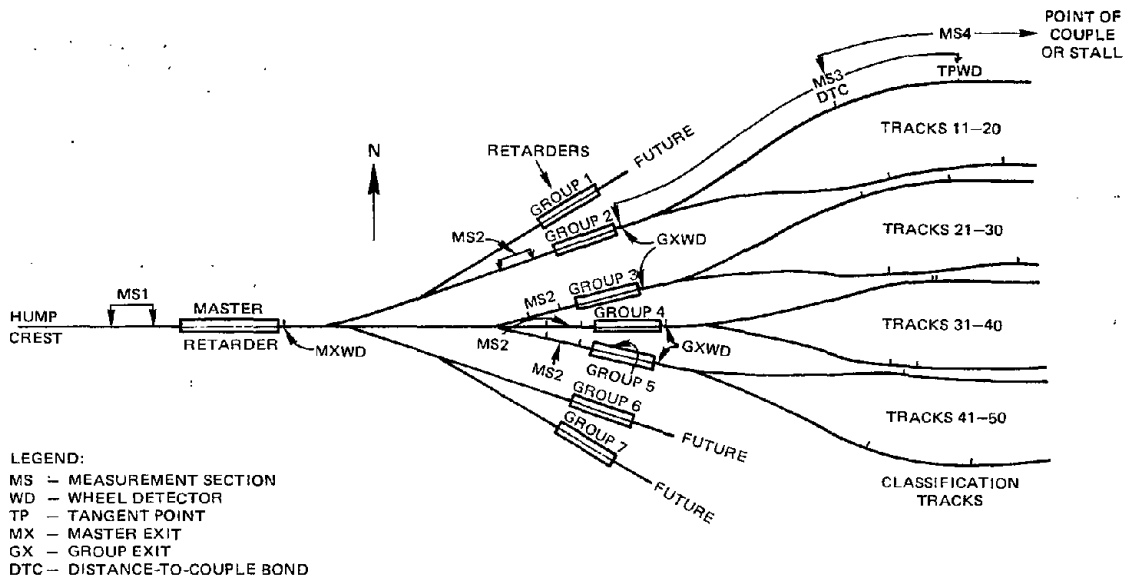 POINT OF
COUPLE
OR STALL
MS4
MS3
DTC
TPWD
TRACKS 11–20
RETARDERS
FUTURE
N
GROUP 1
GROUP 2
MS2
GXWD
TRACKS 21–30
MS1
MASTER
RETARDER
HUMP
CREST
MXWD
MS2
GROUP 3
GROUP 4
TRACKS 31–40
MS2
MS2
GXWD
GROUP 5
GROUP 6
FUTURE
TRACKS 41–50
GROUP 7
FUTURE
CLASSIFICATION
TRACKS
LEGEND:
MS – MEASUREMENT SECTION
WD – WHEEL DETECTOR
TP – TANGENT POINT
MX – MASTER EXIT
GX – GROUP EXIT
DTC – DISTANCE-TO-COUPLE BOND